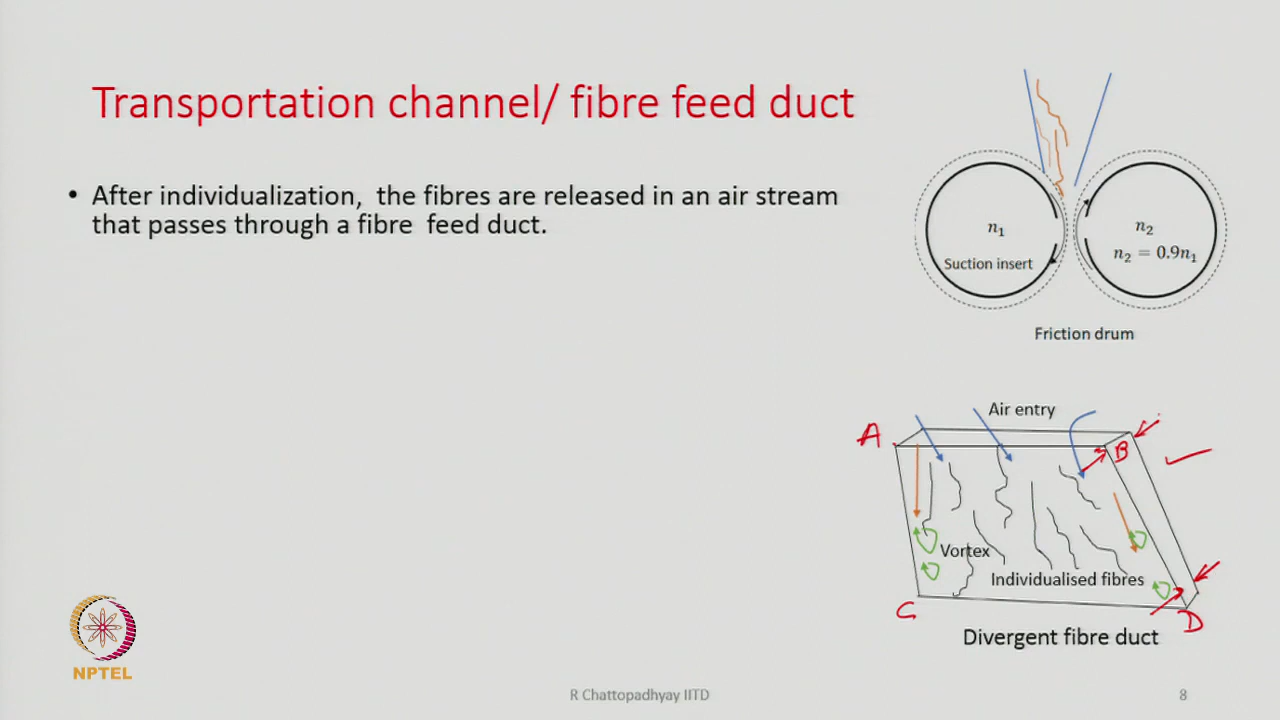 Transportation channel/ fibre feed duct
• After individualization, the fibres are released in an air stream
that passes through a fibre feed duct.
n₁
Suction insert
n₂
n₂ = 0.9n₁
Friction drum
Air entry
A
B
Vortex
Individualised fibres
C
D
Divergent fibre duct
NPTEL
R Chattopadhyay IITD
8